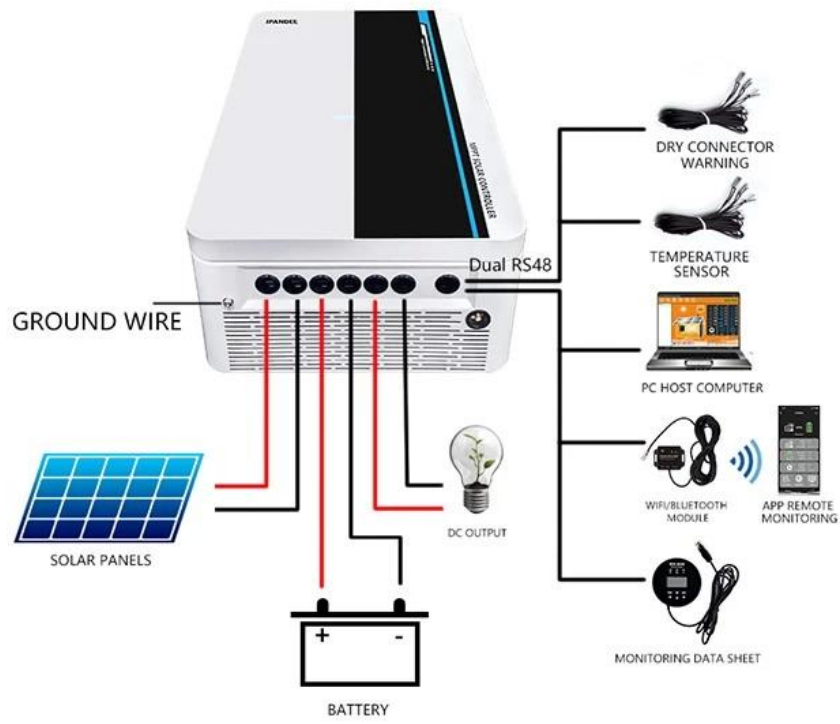 IPANDEE
MPPT SOLAR CONTROLLER
Dual RS48
GROUND WIRE
DRY CONNECTOR
WARNING
TEMPERATURE
SENSOR
PC HOST COMPUTER
WIFI/BLUETOOTH
MODULE
APP REMOTE
MONITORING
MONITORING DATA SHEET
SOLAR PANELS
DC OUTPUT
+
-
BATTERY